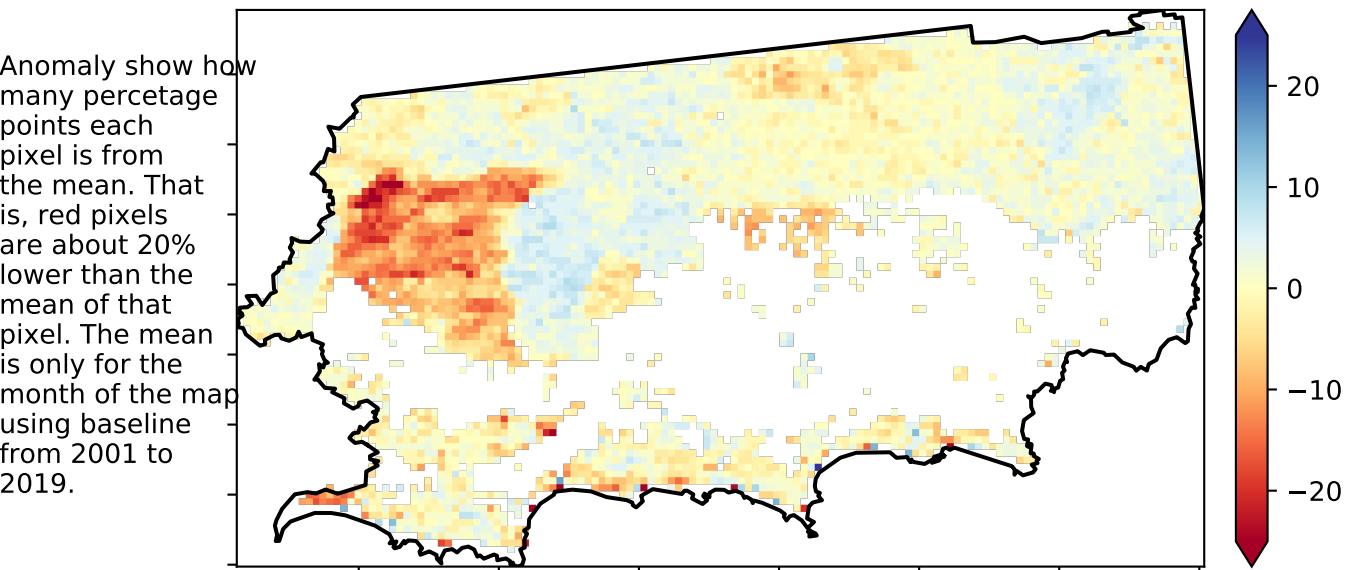 Anomaly show how
many percetage
points each
pixel is from
the mean. That
is, red pixels
are about 20%
lower than the
mean of that
pixel. The mean
is only for the
month of the map
using baseline
from 2001 to
2019.
20
10
0
−10
−20